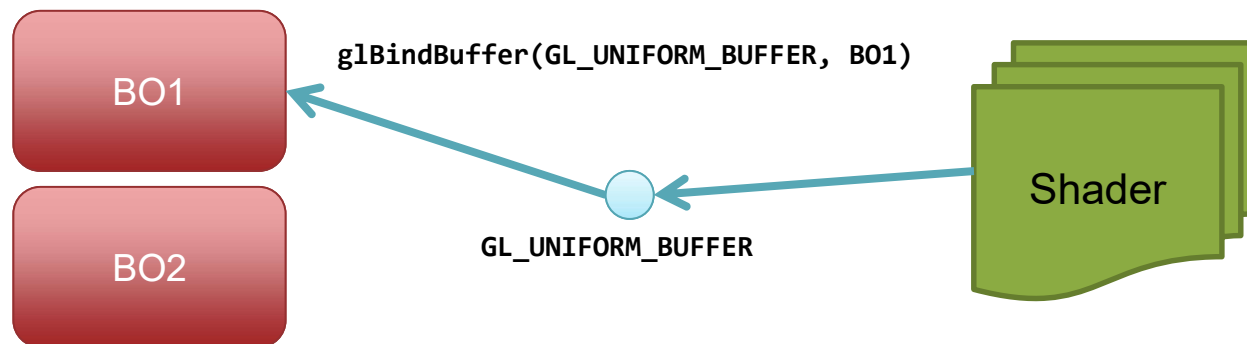 glBindBuffer(GL_UNIFORM_BUFFER, BO1)
BO1
Shader
GL_UNIFORM_BUFFER
BO2